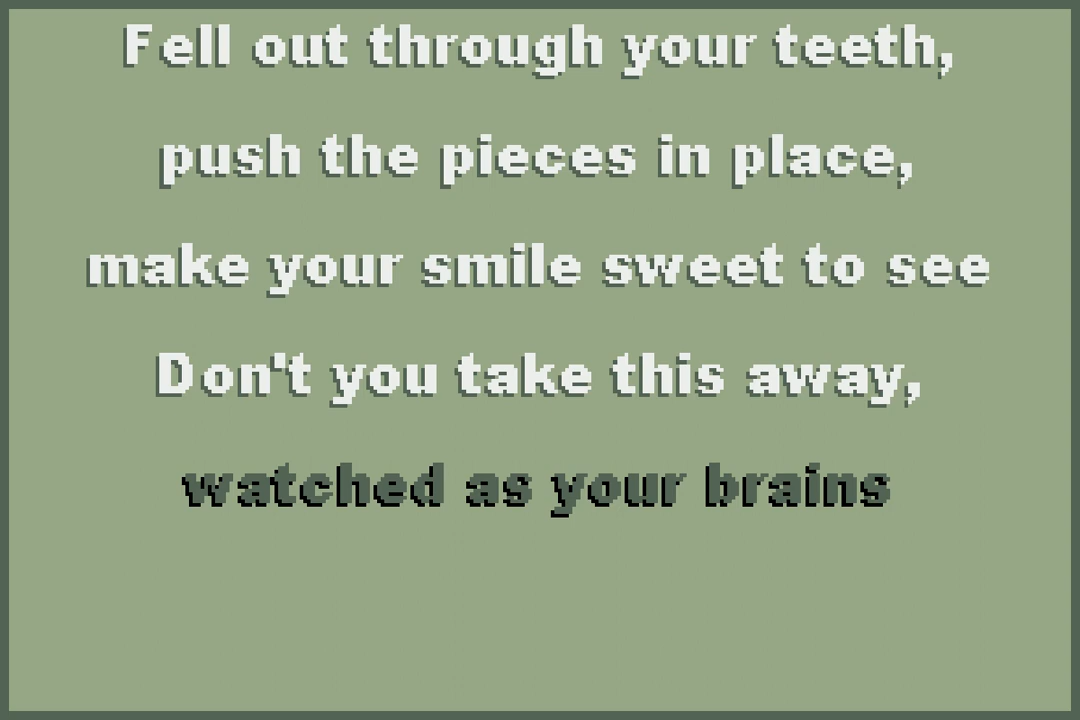 Fell out through your teeth,
push the pieces in place,
make your smile sweet to see
Don't you take this away,
watched as your brains